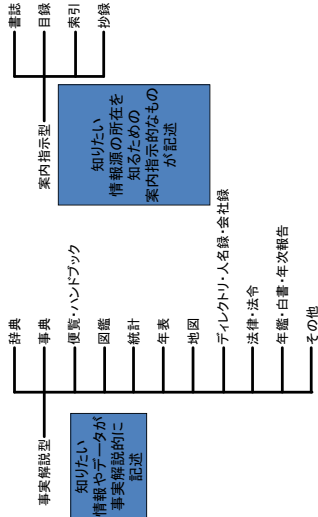 事実解説型
知りたい
情報やデータが
事実解説的に
記述
辞典
事典
便覧・ハンドブック
図鑑
統計
年表
地図
ディレクトリ・人名録・会社録
法律・法令
年鑑・白書・年次報告
その他
案内指示型
知りたい
情報源の所在を
知るための
案内指示的なもの
が記述
書誌
目録
索引
抄録